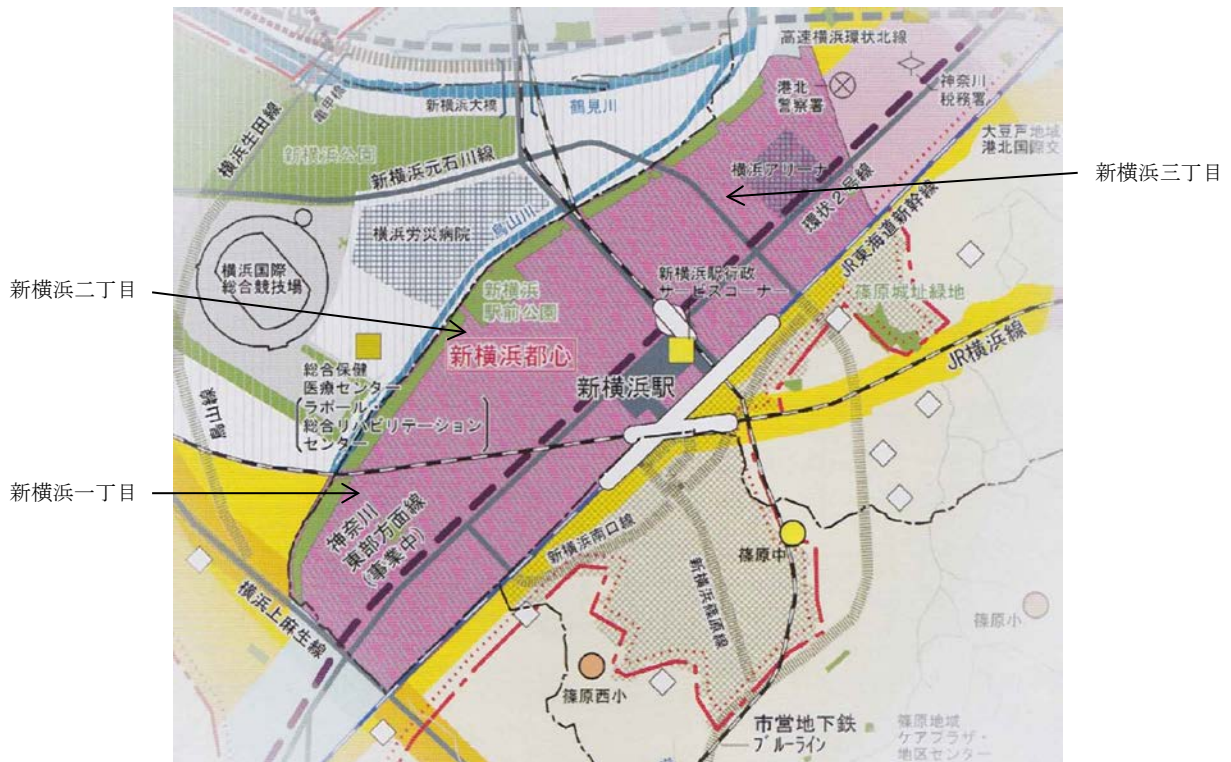 高速横浜環状北線
港北
警察署
神奈川
税務署
新横浜大橋
鶴見川
亀甲橋
横浜生田線
新横浜公園
新横浜元石川線
大豆戸地域
港北国際交
横浜アリーナ
新横浜三丁目
環状2号線
JR東海道新幹線
横浜労災病院
鳥山川
横浜国際
総合競技場
新横浜二丁目
新横浜
駅前公園
新横浜駅行政
サービスコーナー
篠原城址緑地
新横浜都心
新横浜駅
JR横浜線
総合保健
医療センター
ラポール・
総合リハビリテーション
センター
鳥山線
新横浜一丁目
神奈川
東部方面線
(事業中)
新横浜南口線
篠原中
新横浜篠原線
横浜上麻生線
篠原小
篠原西小
市営地下鉄
ブルーライン
篠原地域
ケアプラザ・
地区センター